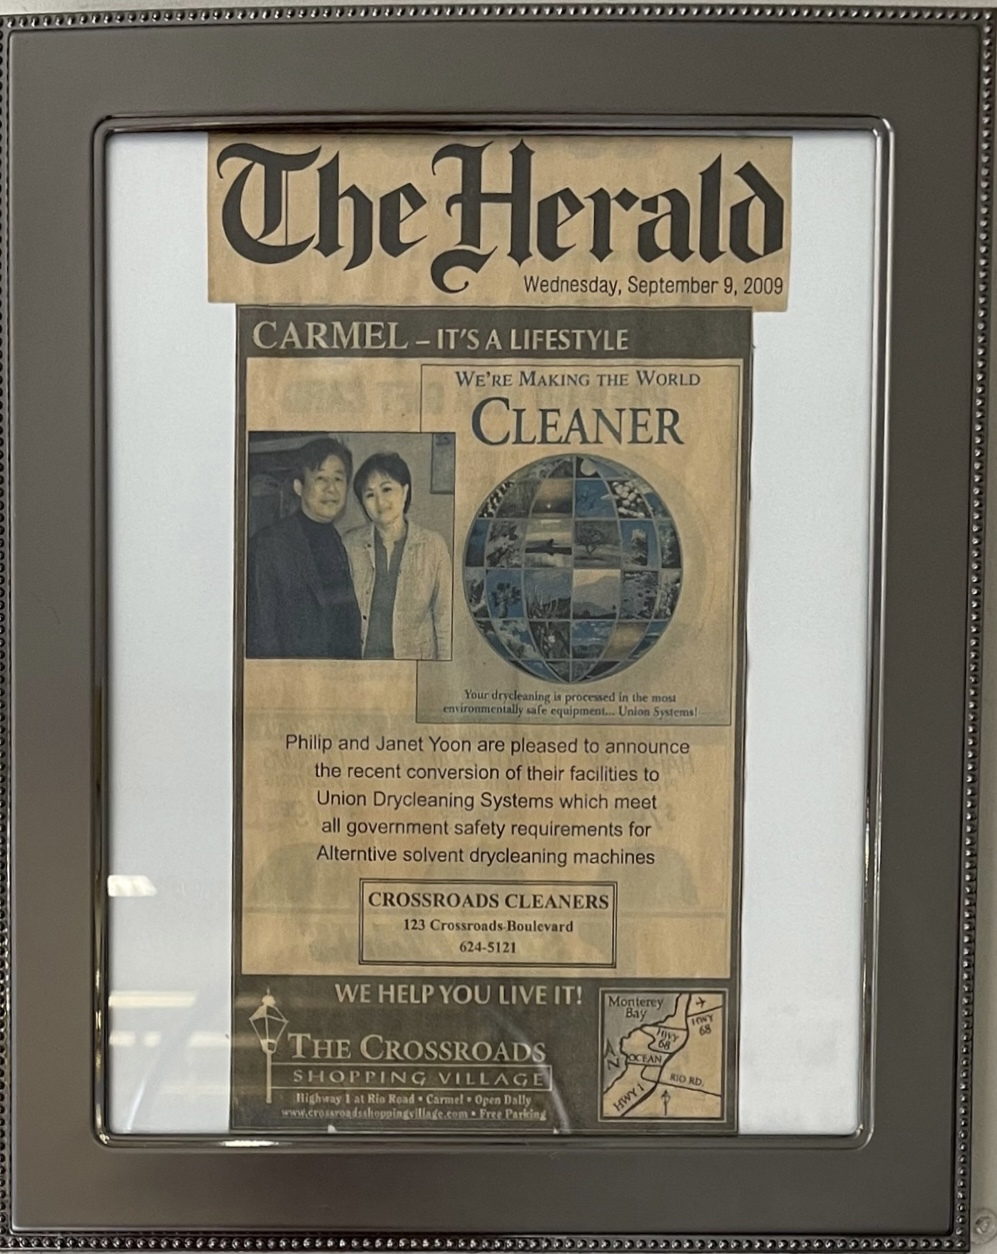 The Herald
Wednesday, September 9, 2009
CARMEL – IT'S A LIFESTYLE
WE'RE MAKING THE WORLD
CLEANER
Your drycleaning is processed in the most
environmentally safe equipment... Union Systems!
Philip and Janet Yoon are pleased to announce
the recent conversion of their facilities to
Union Drycleaning Systems which meet
all government safety requirements for
Alterntive solvent drycleaning machines
CROSSROADS CLEANERS
123 Crossroads Boulevard
624-5121
WE HELP YOU LIVE IT!
THE CROSSROADS
SHOPPING VILLAGE
Highway 1 at Rio Road • Carmel • Open Daily
www.crossroadsshoppingvillage.com • Free Parking
Monterey
Bay
HWY
68
HWY
68
N
OCEAN
RIO RD.
HWY 1